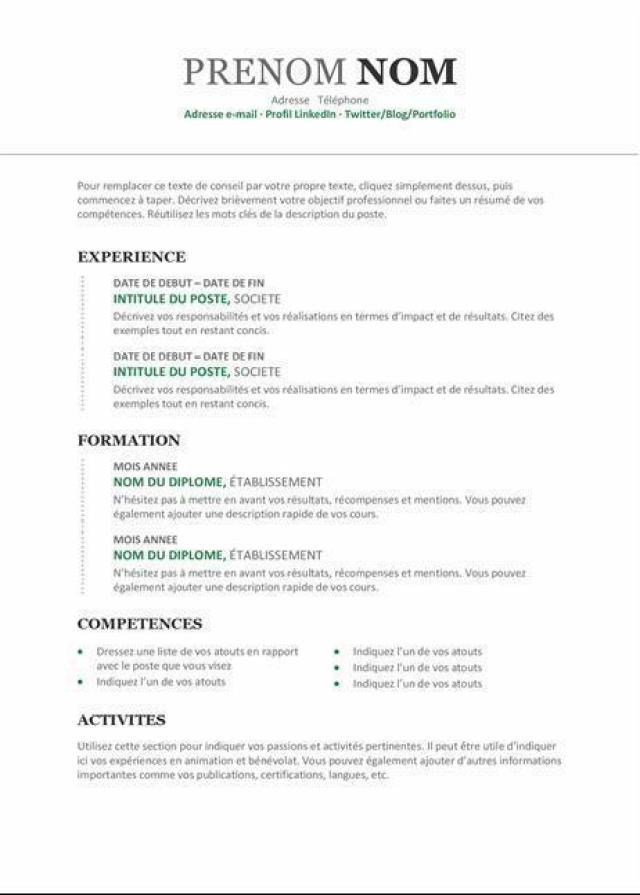 PRENOM NOM
Adresse Téléphone
Adresse e-mail · Profil LinkedIn · Twitter/Blog/Portfolio
Pour remplacer ce texte de conseil par votre propre texte, cliquez simplement dessus, puis
commencez à taper. Décrivez brièvement votre objectif professionnel ou faites un résumé de vos
compétences. Réutilisez les mots clés de la description du poste.
EXPERIENCE
DATE DE DEBUT – DATE DE FIN
INTITULE DU POSTE, SOCIETE
Décrivez vos responsabilités et vos réalisations en termes d'impact et de résultats. Citez des
exemples tout en restant concis.
DATE DE DEBUT – DATE DE FIN
INTITULE DU POSTE, SOCIETE
Décrivez vos responsabilités et vos réalisations en termes d'impact et de résultats. Citez des
exemples tout en restant concis.
FORMATION
MOIS ANNEE
NOM DU DIPLOME, ÉTABLISSEMENT
N'hésitez pas à mettre en avant vos résultats, récompenses et mentions. Vous pouvez
également ajouter une description rapide de vos cours.
MOIS ANNEE
NOM DU DIPLOME, ÉTABLISSEMENT
N'hésitez pas à mettre en avant vos résultats, récompenses et mentions. Vous pouvez
également ajouter une description rapide de vos cours.
COMPETENCES
• Dressez une liste de vos atouts en rapport
avec le poste que vous visez
• Indiquez l'un de vos atouts
• Indiquez l'un de vos atouts
• Indiquez l'un de vos atouts
• Indiquez l'un de vos atouts
ACTIVITES
Utilisez cette section pour indiquer vos passions et activités pertinentes. Il peut être utile d'indiquer
ici vos expériences en animation et bénévolat. Vous pouvez également ajouter d'autres informations
importantes comme vos publications, certifications, langues, etc.